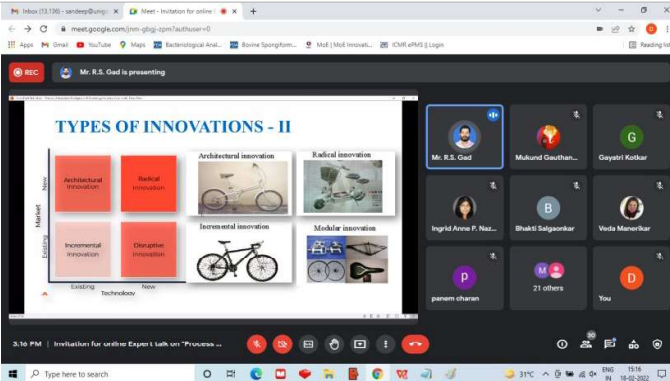 Inbox (13,136) - sandeep@unigo
Meet - Invitation for online
meet.google.com/jnm-gbgj-zpm?authuser=0
Apps
Gmail
YouTube
Maps
Bacteriological Anal...
Bovine Spongiform...
MoE | MoE Innovati...
ICMR ePMS || Login
Reading list
REC
Mr. R.S. Gad is presenting
TYPES OF INNOVATIONS - II
Market
New
Existing
Architectural Innovation
Radical Innovation
Incremental Innovation
Disruptive Innovation
Existing
New
Technology
Architectural innovation
Radical innovation
Incremental innovation
Modular innovation
Mr. R.S. Gad
Mukund Gauthan...
G
Gayatri Kotkar
Ingrid Anne P. Naz...
B
Bhakti Salgaonkar
Veda Manerikar
p
panem charan
M
21 others
D
You
3:16 PM | Invitation for online Expert talk on "Process ...
30
Type here to search
31°C
ENG
IN
15:16
18-02-2022